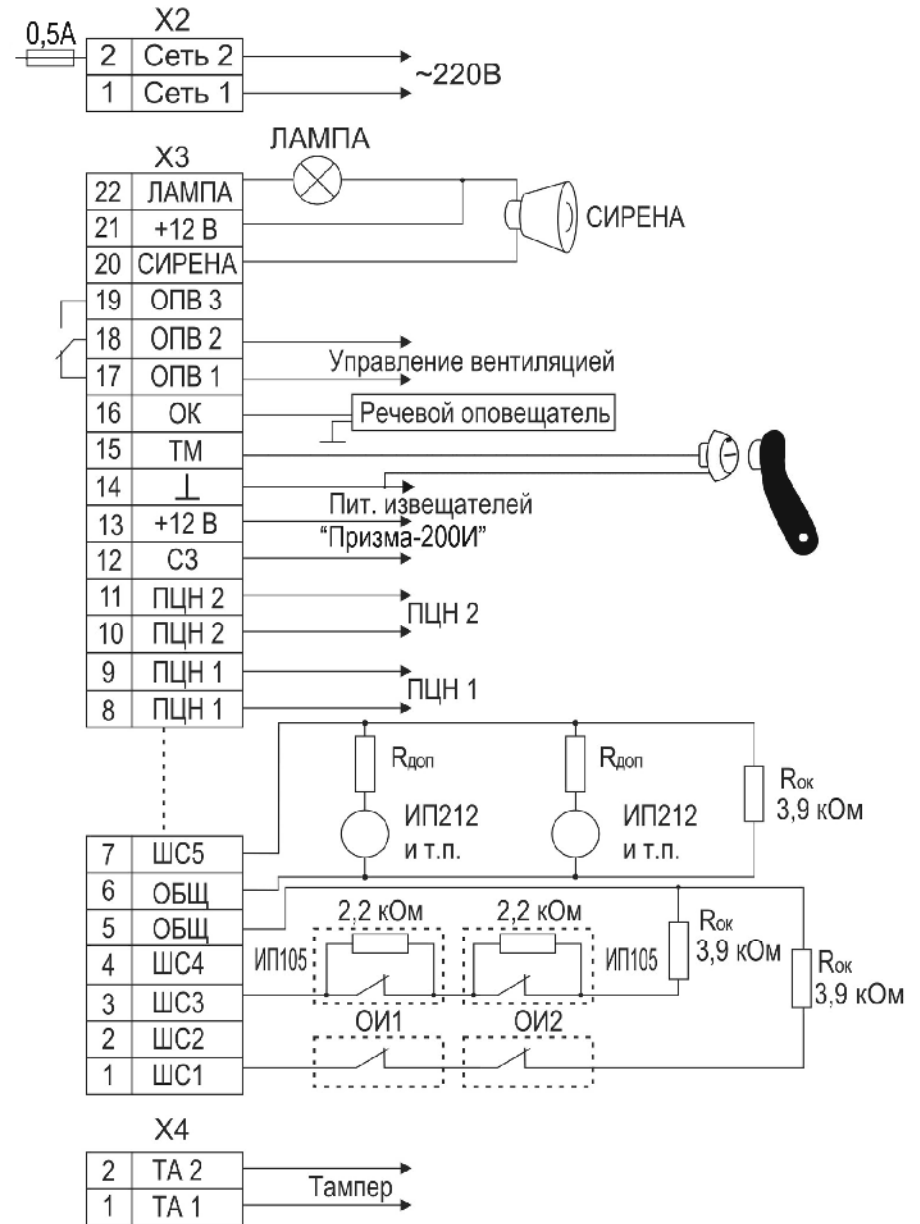 X2
0,5А
2 Сеть 2
1 Сеть 1
~220В
ЛАМПА
X3
22 ЛАМПА
21 +12 В
20 СИРЕНА
СИРЕНА
19 ОПВ 3
18 ОПВ 2
17 ОПВ 1
Управление вентиляцией
16 ОК
Речевой оповещатель
15 ТМ
14 ⊥
Пит. извещателей
13 +12 В
“Призма-200И”
12 СЗ
11 ПЦН 2
10 ПЦН 2
ПЦН 2
9 ПЦН 1
8 ПЦН 1
ПЦН 1
Rдоп
Rдоп
Rок
3,9 кОм
ИП212
и т.п.
ИП212
и т.п.
7 ШС5
6 ОБЩ
5 ОБЩ
4 ШС4
3 ШС3
2 ШС2
1 ШС1
2,2 кОм
2,2 кОм
ИП105
ИП105
Rок
3,9 кОм
Rок
3,9 кОм
ОИ1
ОИ2
X4
2 ТА 2
1 ТА 1
Тампер